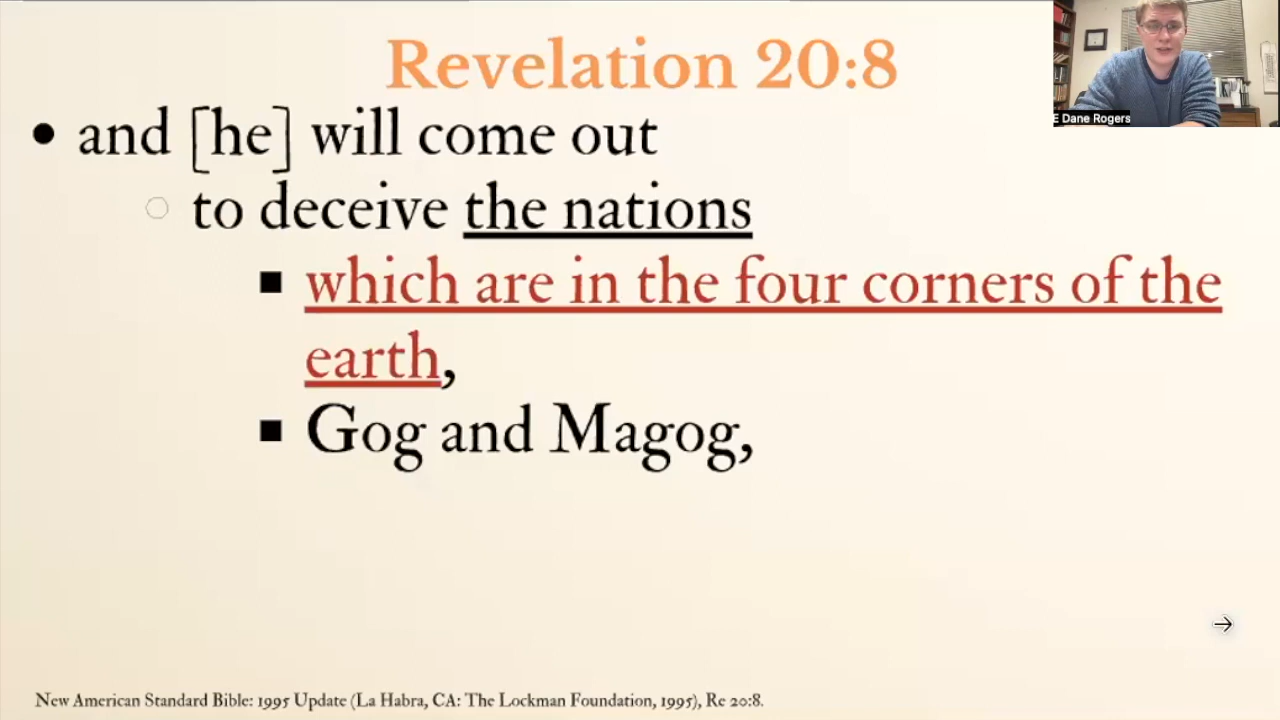 Revelation 20:8
E Dane Rogers
• and [he] will come out
○ to deceive the nations
■ which are in the four corners of the
earth,
■ Gog and Magog,
→
New American Standard Bible: 1995 Update (La Habra, CA: The Lockman Foundation, 1995), Re 20:8.